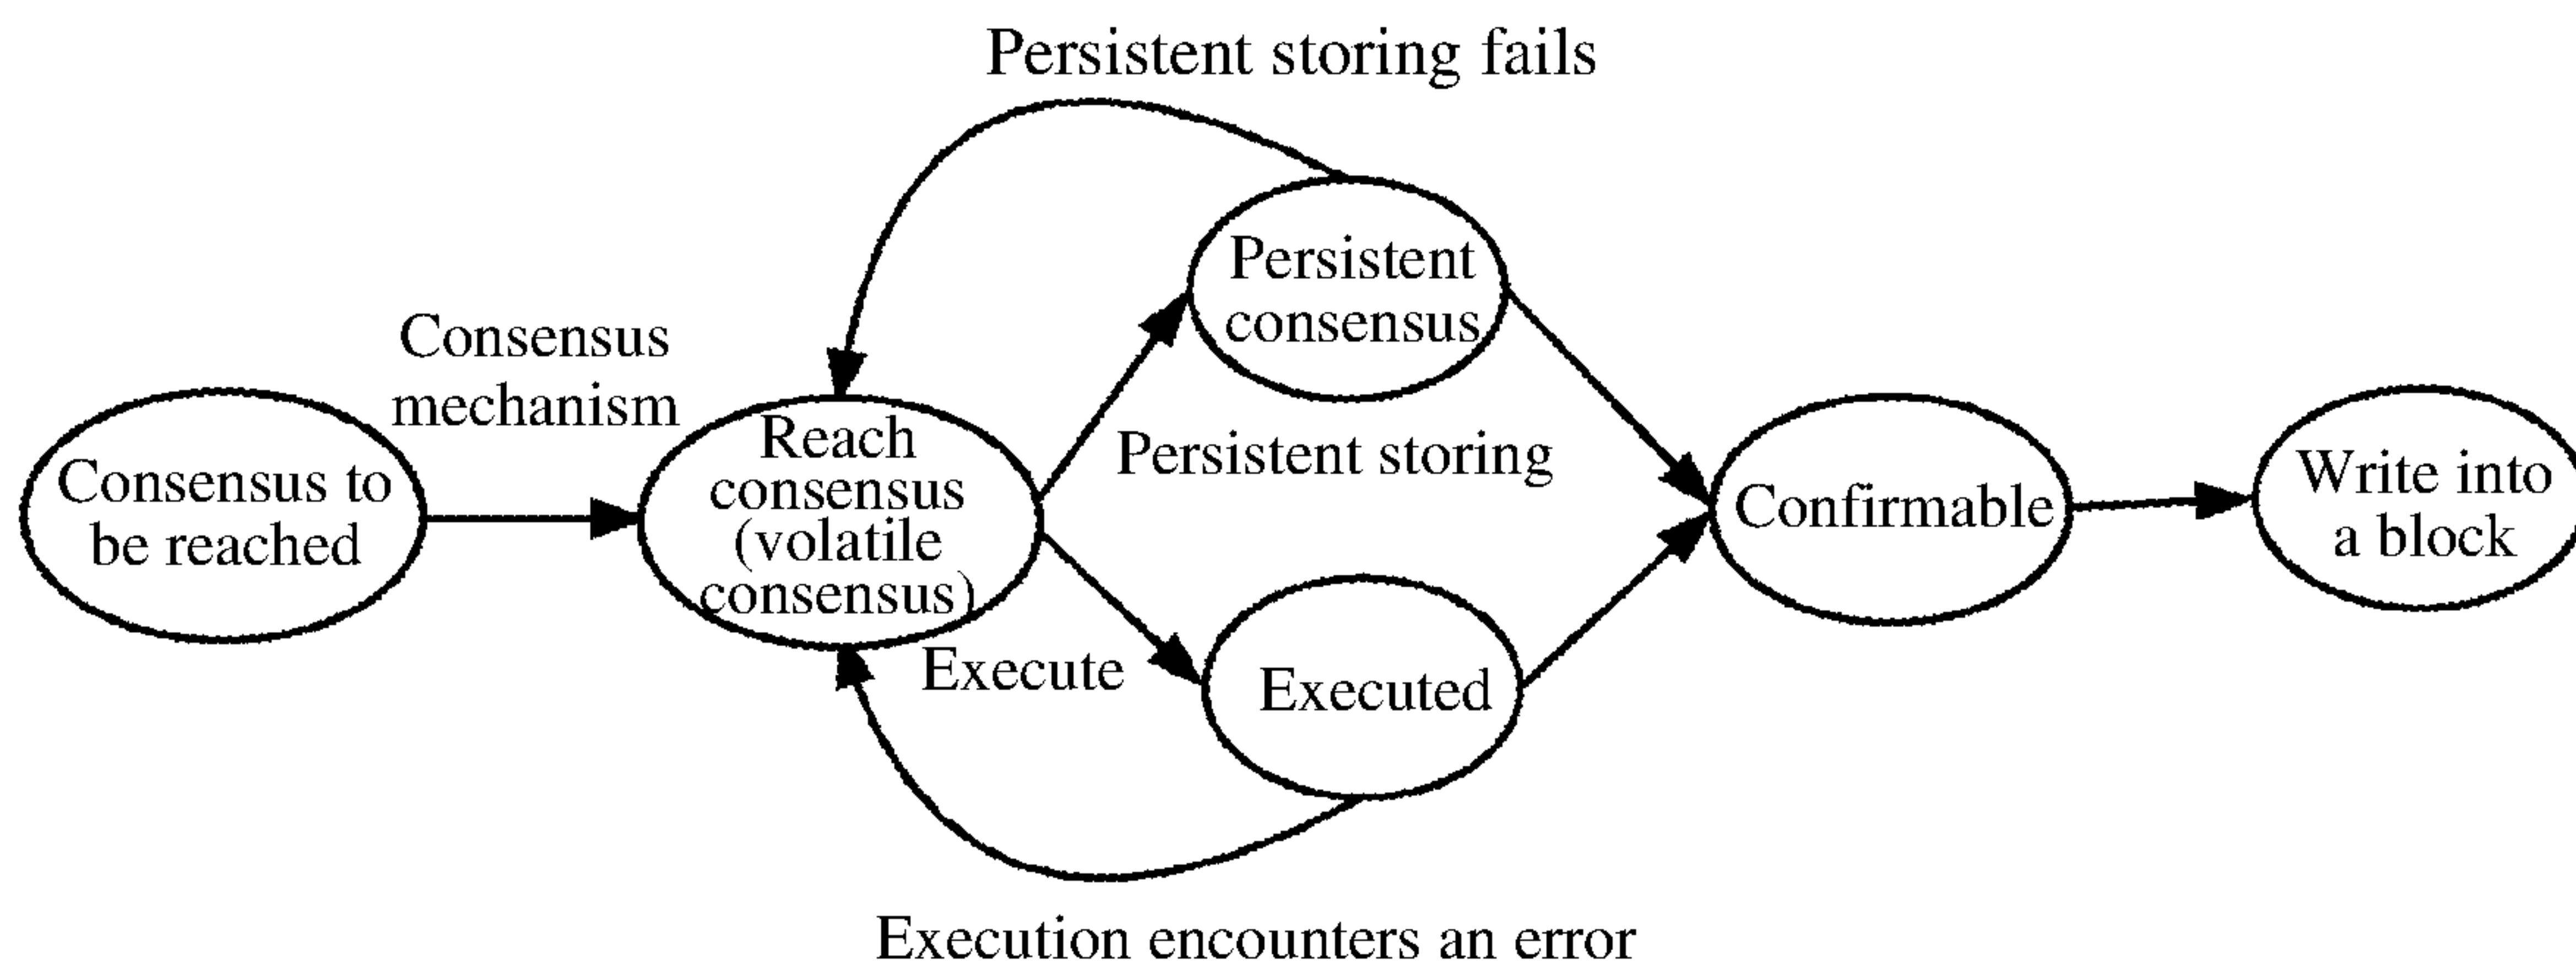 Persistent storing fails
Persistent
consensus
Consensus
mechanism
Consensus to
be reached
Reach
consensus
(volatile
consensus)
Persistent storing
Confirmable
Write into
a block
Execute
Executed
Execution encounters an error